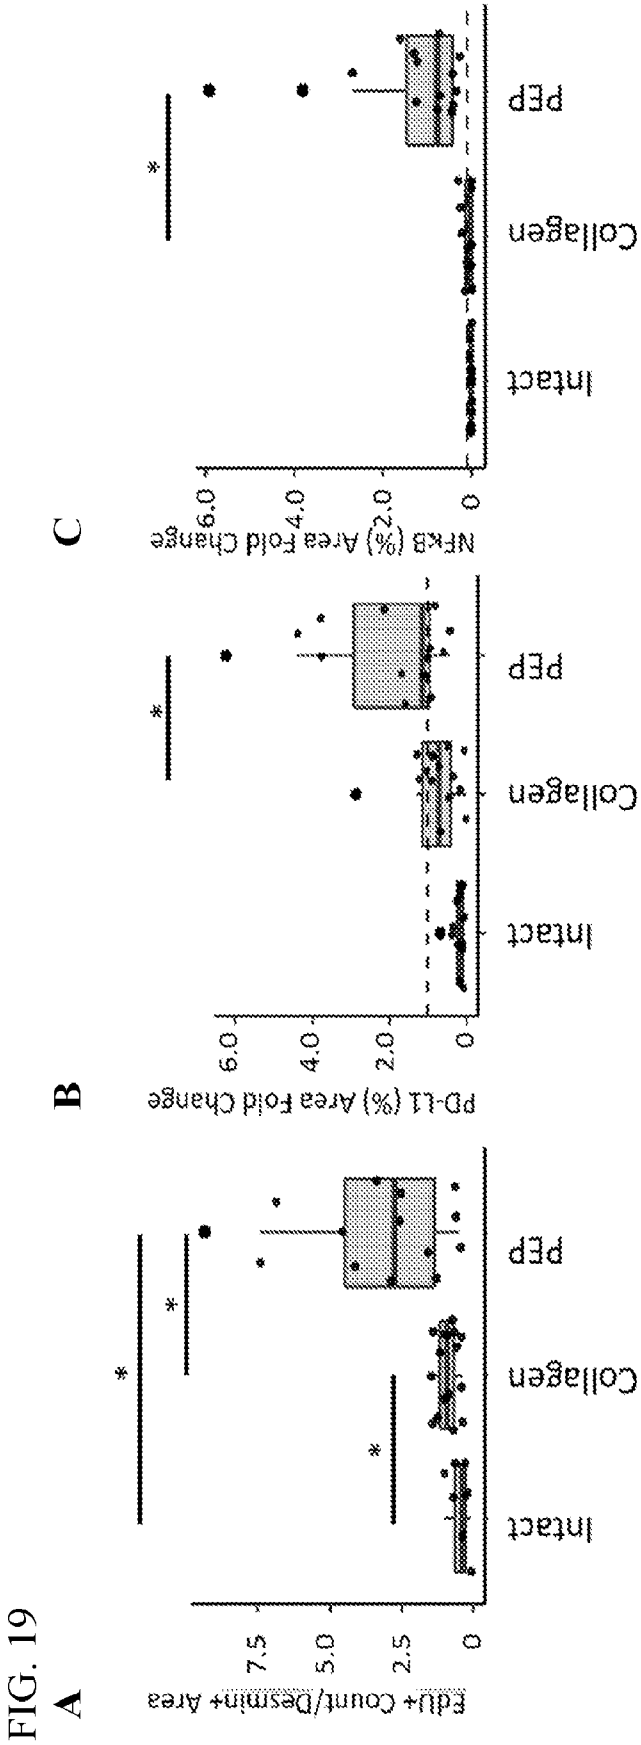 FIG. 19
A
EdU+ Count/Desmin+ Area
7.5
5.0
2.5
0
*
*
*
Intact
Collagen
PEP
B
PD-L1 (%) Area Fold Change
6.0
4.0
2.0
0
*
Intact
Collagen
PEP
C
NFκB (%) Area Fold Change
6.0
4.0
2.0
0
*
Intact
Collagen
PEP